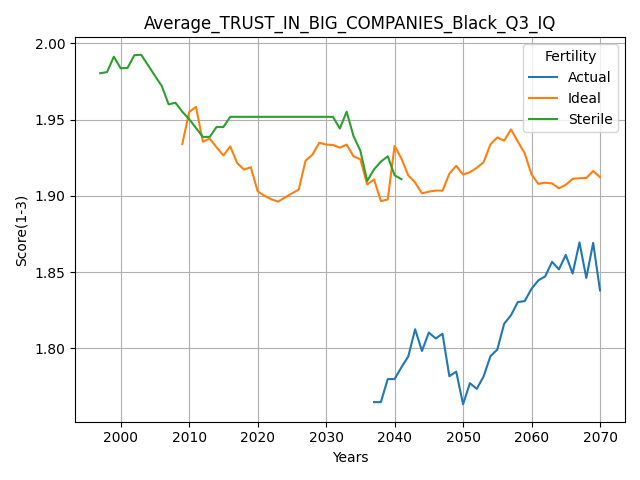 Average_TRUST_IN_BIG_COMPANIES_Black_Q3_IQ
Fertility
Actual
Ideal
Sterile
Score(1-3)
2.00
1.95
1.90
1.85
1.80
2000 2010 2020 2030 2040 2050 2060 2070
Years